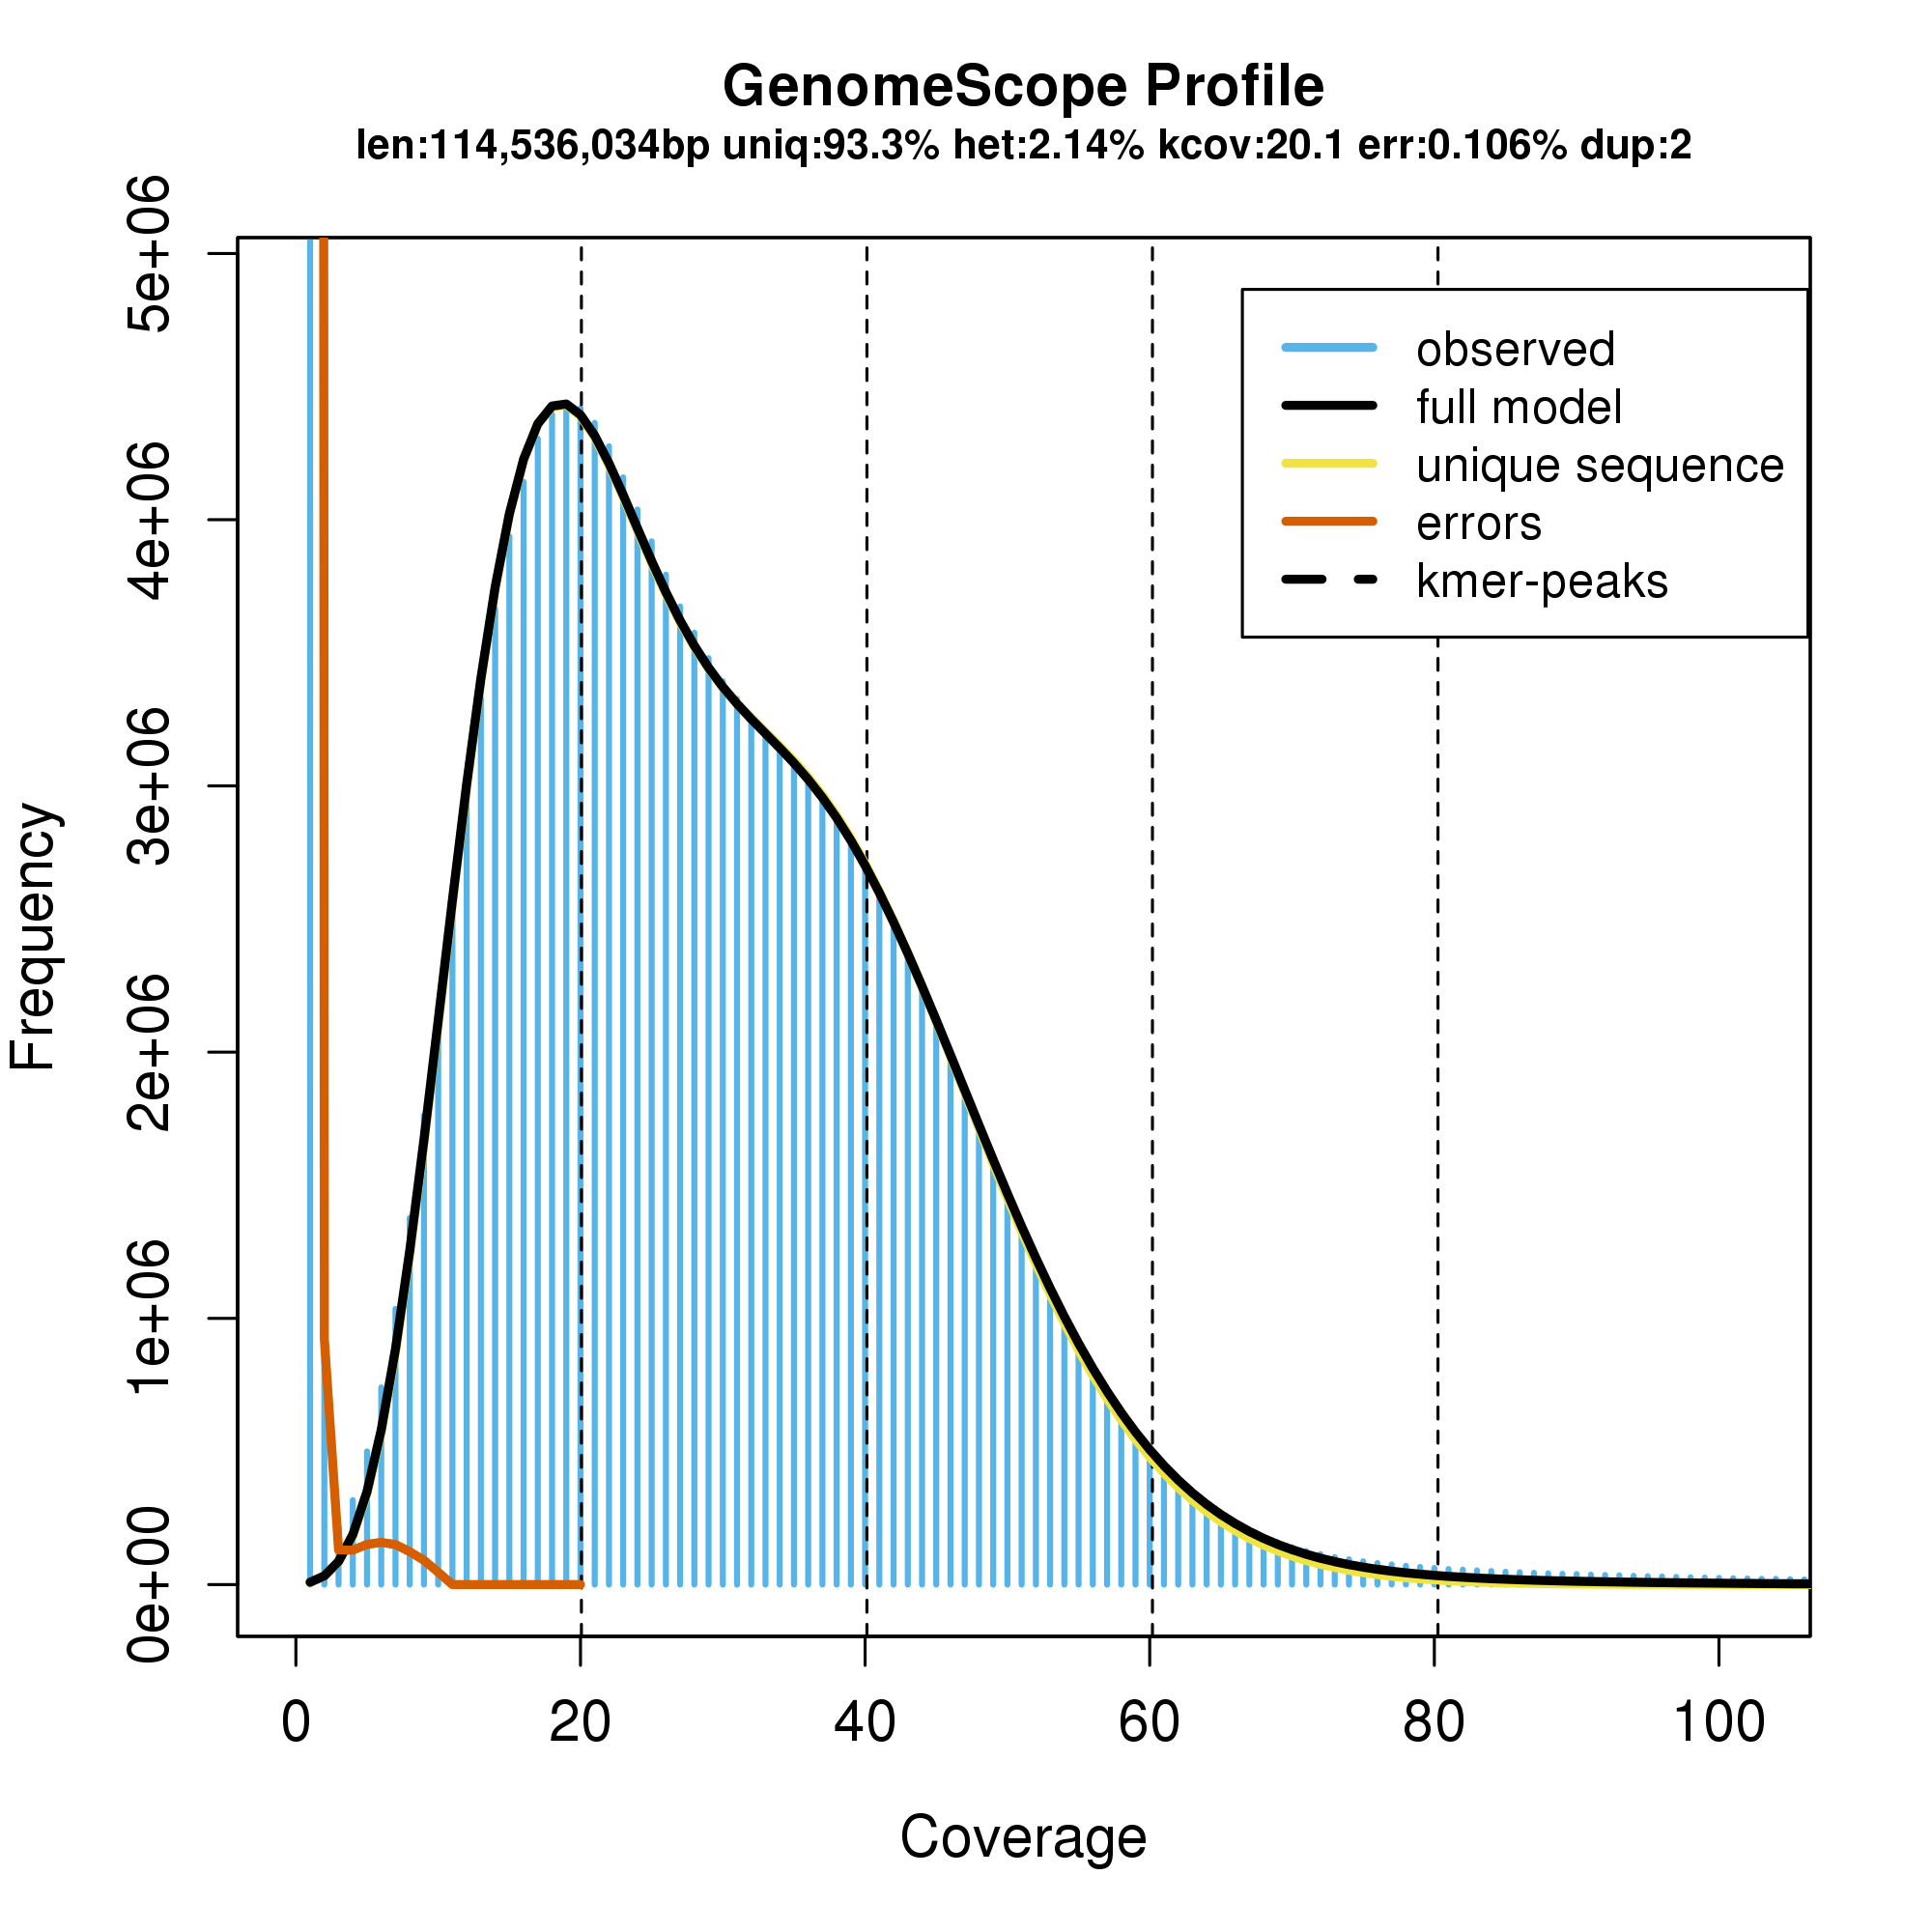 GenomeScope Profile
len:114,536,034bp uniq:93.3% het:2.14% kcov:20.1 err:0.106% dup:2
Frequency
5e+06
4e+06
3e+06
2e+06
1e+06
0e+00
observed
full model
unique sequence
errors
kmer-peaks
0 20 40 60 80 100
Coverage